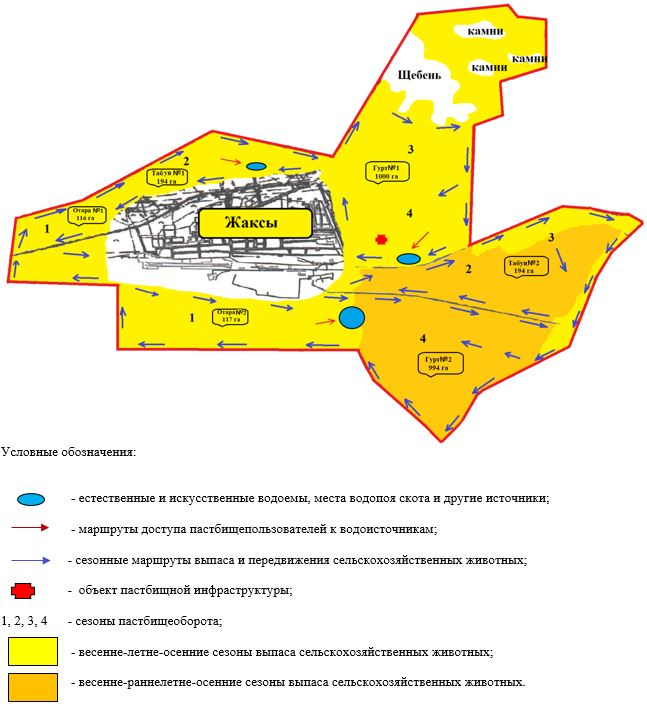 камни
камни
камни
Щебень
3
2
Табун №1
194 га
Гурт№1
1000 га
Отара №1
116 га
1
Жаксы
4
3
2
Табун№2
194 га
1
Отара№2
117 га
4
Гурт№2
994 га
Условные обозначения:
- естественные и искусственные водоемы, места водопоя скота и другие источники;
- маршруты доступа пастбищепользователей к водоисточникам;
- сезонные маршруты выпаса и передвижения сельскохозяйственных животных;
- объект пастбищной инфраструктуры;
1, 2, 3, 4 - сезоны пастбищеоборота;
- весенне-летне-осенние сезоны выпаса сельскохозяйственных животных;
- весенне-раннелетне-осенние сезоны выпаса сельскохозяйственных животных.